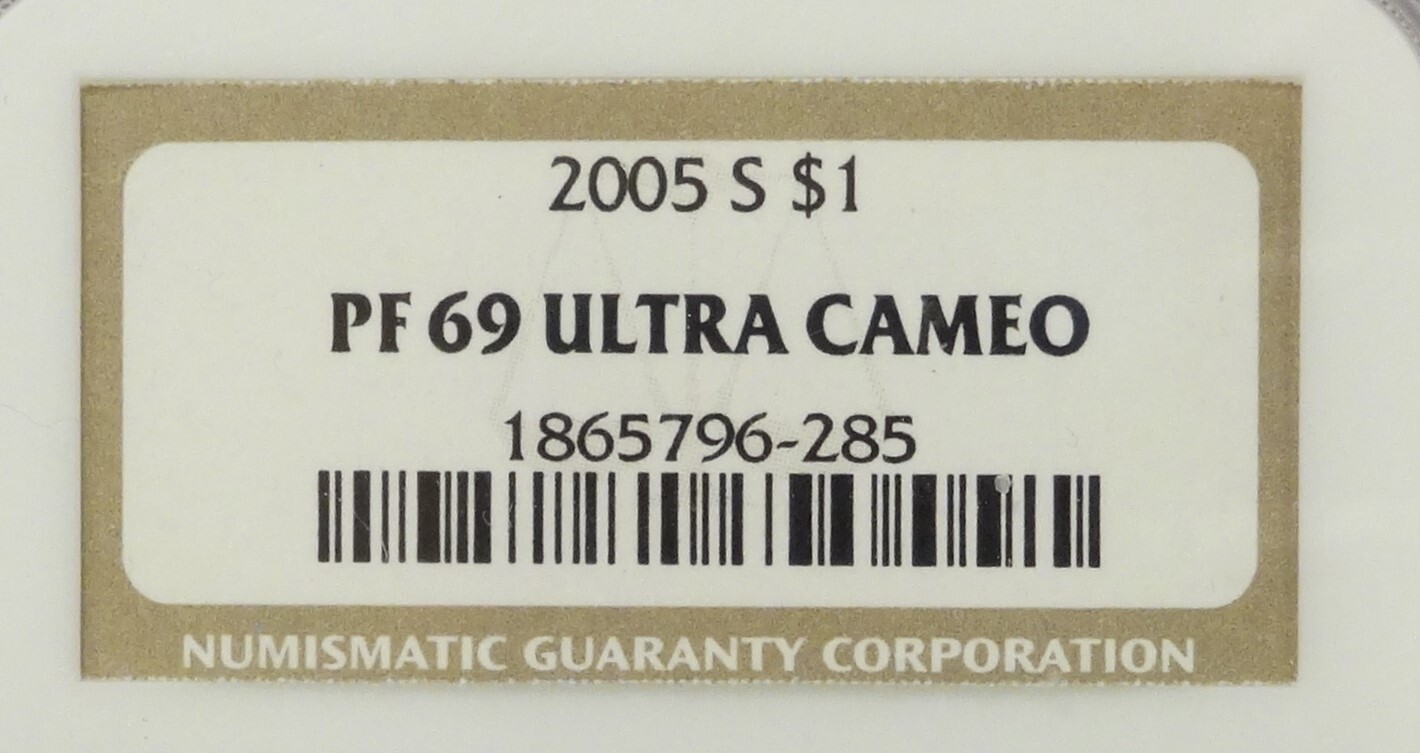 2005 S $1
PF 69 ULTRA CAMEO
1865796-285
NUMISMATIC GUARANTY CORPORATION